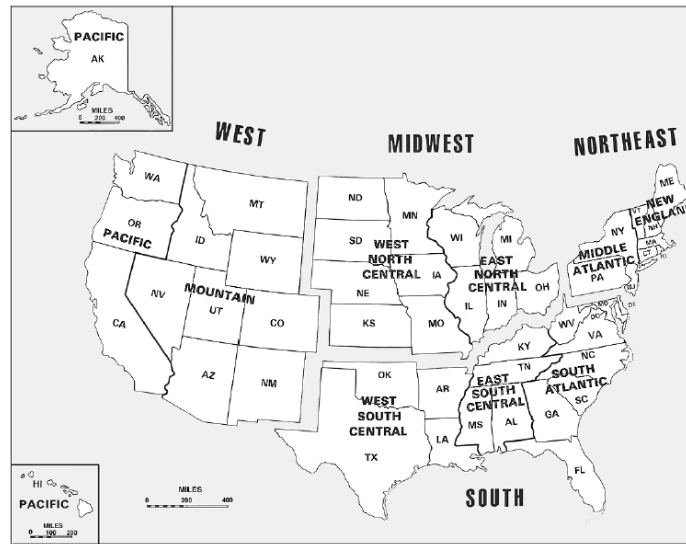 PACIFIC
AK
MILES
0 200 400
WEST
MIDWEST
NORTHEAST
WA
MT
ND
MN
ME
VT
NEW
ENGLAND
NH
OR
PACIFIC
ID
SD
WI
MI
NY
MA
CT
RI
WEST
NORTH
CENTRAL
EAST
NORTH
CENTRAL
MIDDLE
ATLANTIC
PA
WY
IA
NE
NV
MOUNTAIN
UT
IL
IN
OH
NJ
CA
CO
KS
MO
MD
DE
DC
WV
VA
KY
AZ
NM
OK
AR
TN
NC
EAST
SOUTH
CENTRAL
SOUTH
ATLANTIC
SC
WEST
SOUTH
CENTRAL
MS
AL
GA
LA
TX
FL
SOUTH
HI
PACIFIC
MILES
0 100 200
MILES
0 200 400